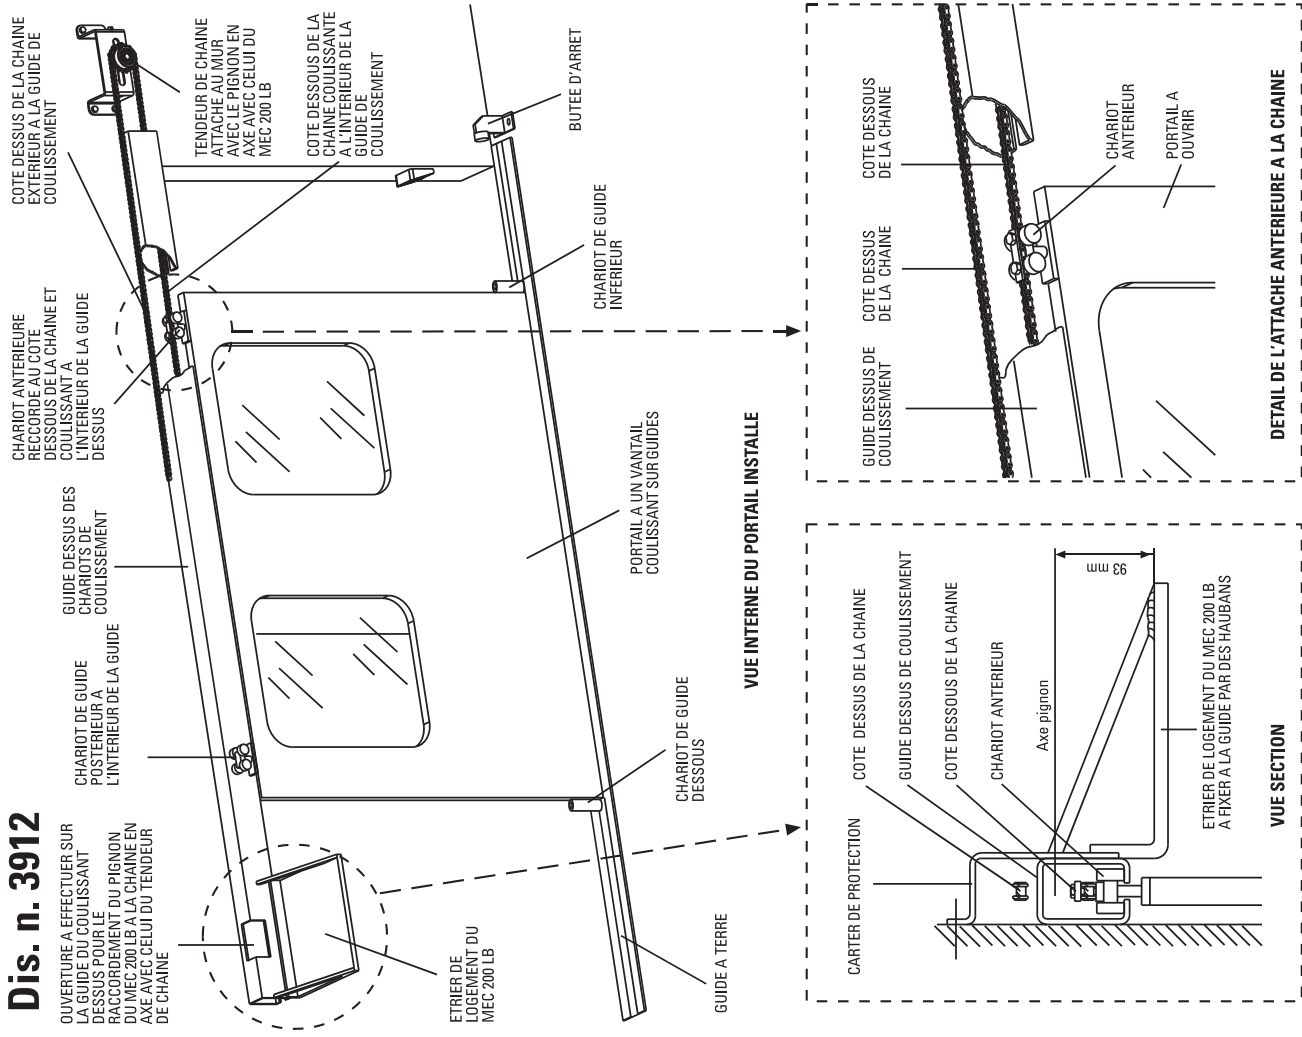 Dis. n. 3912
OUVERTURE A EFFECTUER SUR
LA GUIDE DU COULISSANT
DESSUS POUR LE
RACCORDEMENT DU PIGNON
DU MEC 200 LB A LA CHAINE EN
AXE AVEC CELUI DU TENDEUR
DE CHAINE
CHARIOT DE GUIDE
POSTERIEUR A
L'INTERIEUR DE LA GUIDE
GUIDE DESSUS DES
CHARIOTS DE
COULISSEMENT
CHARIOT ANTERIEURE
RECCORDE AU COTE
DESSOUS DE LA CHAINE ET
COULISSANT A
L'INTERIEUR DE LA GUIDE
DESSUS
COTE DESSUS DE LA CHAINE
EXTERIEUR A LA GUIDE DE
COULISSEMENT
TENDEUR DE CHAINE
ATTACHE AU MUR
AVEC LE PIGNON EN
AXE AVEC CELUI DU
MEC 200 LB
COTE DESSOUS DE LA
CHAINE COULISSANTE
A L'INTERIEUR DE LA
GUIDE DE
COULISSEMENT
BUTEE D'ARRET
CHARIOT DE GUIDE
INFERIEUR
PORTAIL A UN VANTAIL
COULISSANT SUR GUIDES
CHARIOT DE GUIDE
DESSOUS
GUIDE A TERRE
ETRIER DE
LOGEMENT DU
MEC 200 LB
VUE INTERNE DU PORTAIL INSTALLE
CARTER DE PROTECTION
COTE DESSUS DE LA CHAINE
GUIDE DESSUS DE COULISSEMENT
COTE DESSOUS DE LA CHAINE
CHARIOT ANTERIEUR
Axe pignon
93 mm
ETRIER DE LOGEMENT DU MEC 200 LB
A FIXER A LA GUIDE PAR DES HAUBANS
VUE SECTION
GUIDE DESSUS DE
COULISSEMENT
COTE DESSUS
DE LA CHAINE
COTE DESSOUS
DE LA CHAINE
CHARIOT
ANTERIEUR
PORTAIL A
OUVRIR
DETAIL DE L'ATTACHE ANTERIEURE A LA CHAINE